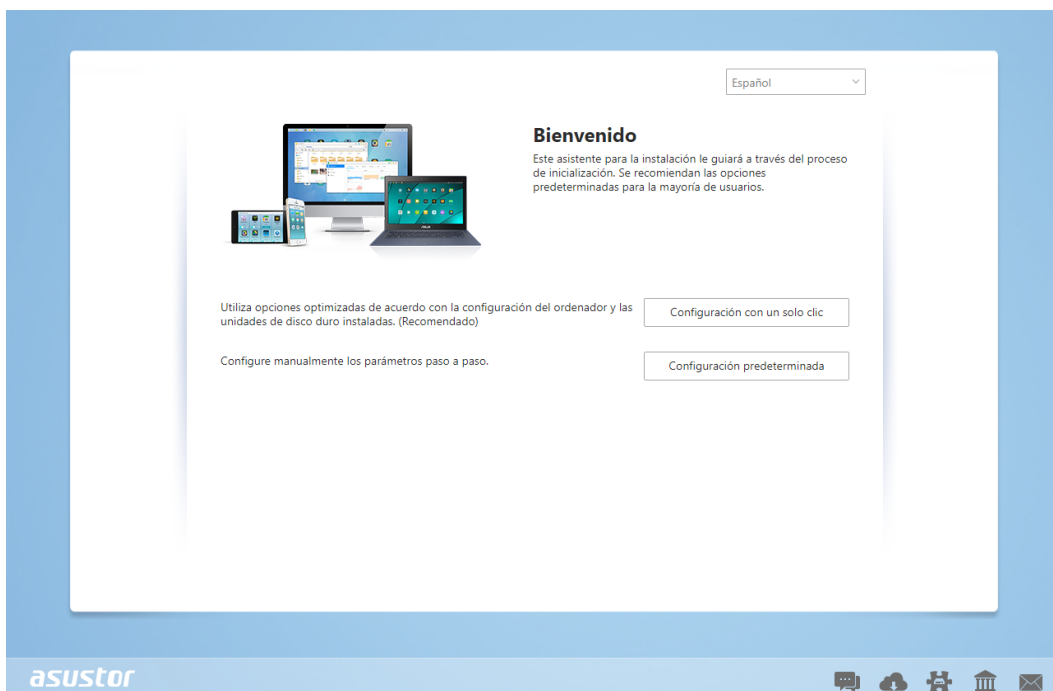 Español
Bienvenido
Este asistente para la instalación le guiará a través del proceso
de inicialización. Se recomiendan las opciones
predeterminadas para la mayoría de usuarios.
Utiliza opciones optimizadas de acuerdo con la configuración del ordenador y las
unidades de disco duro instaladas. (Recomendado)
Configuración con un solo clic
Configure manualmente los parámetros paso a paso.
Configuración predeterminada
asustor